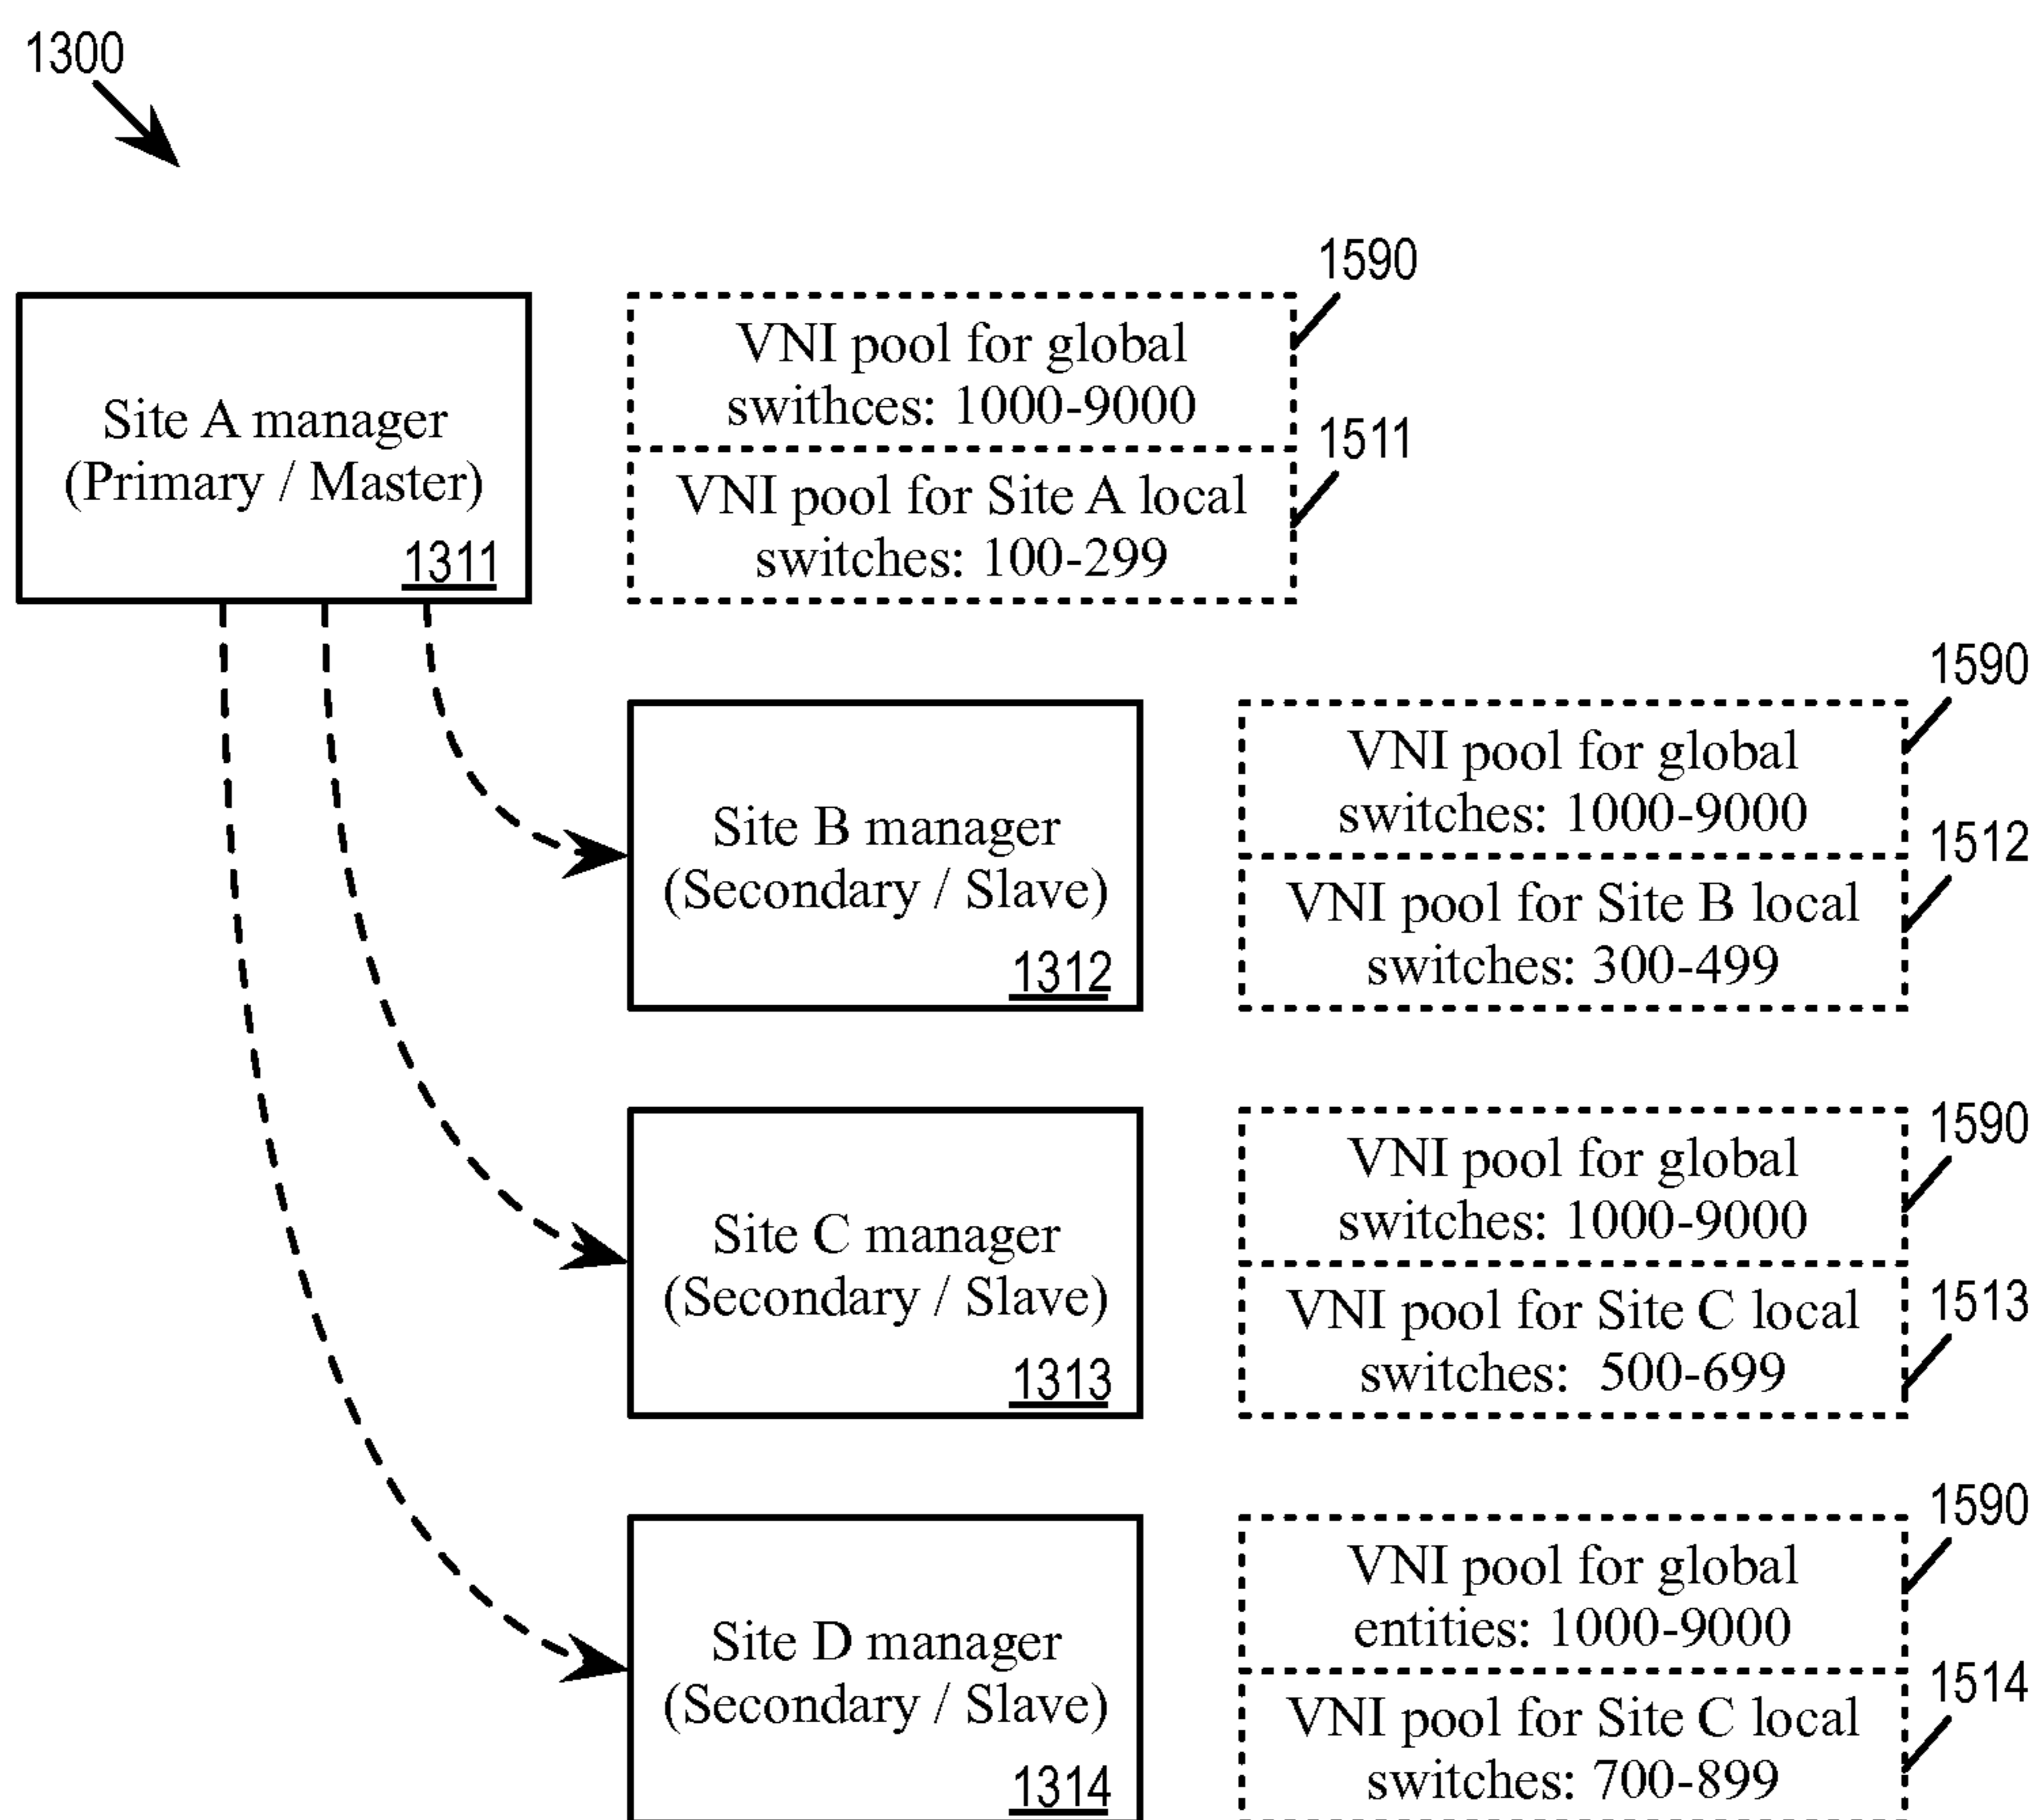 1300
1590
VNI pool for global
swithces: 1000-9000
1511
Site A manager
(Primary / Master)
1311
VNI pool for Site A local
switches: 100-299
1590
VNI pool for global
switches: 1000-9000
1512
Site B manager
(Secondary / Slave)
1312
VNI pool for Site B local
switches: 300-499
1590
VNI pool for global
switches: 1000-9000
1513
Site C manager
(Secondary / Slave)
1313
VNI pool for Site C local
switches: 500-699
1590
VNI pool for global
entities: 1000-9000
1514
Site D manager
(Secondary / Slave)
1314
VNI pool for Site C local
switches: 700-899